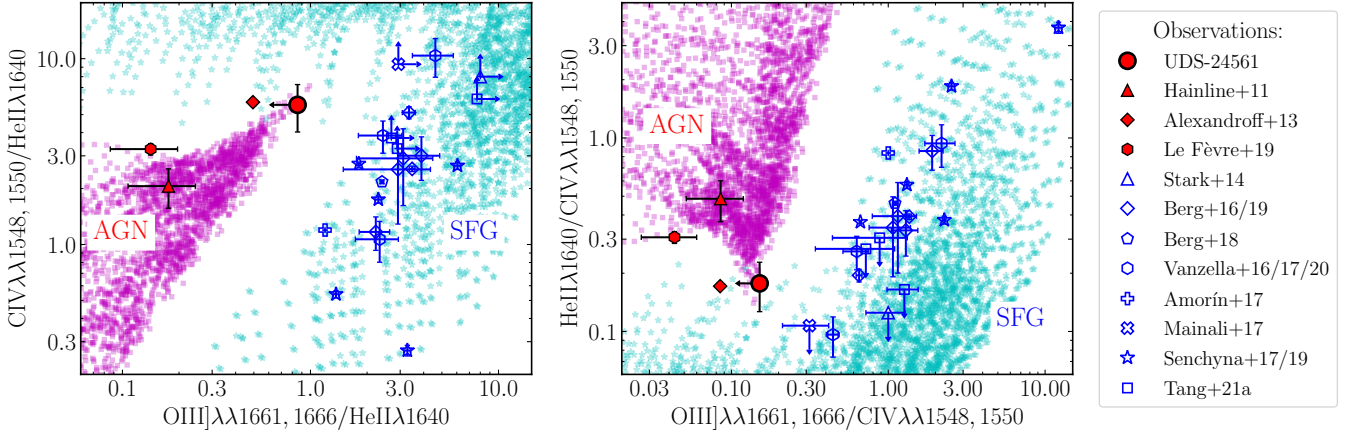 CIVλλ1548, 1550/HeIIλ1640
10.0
3.0
1.0
0.3
AGN
SFG
0.1
0.3
1.0
3.0
10.0
OIII]λλ1661, 1666/HeIIλ1640
HeIIλ1640/CIVλλ1548, 1550
3.0
1.0
0.3
0.1
AGN
SFG
0.03
0.10
0.30
1.00
3.00
10.00
OIII]λλ1661, 1666/CIVλλ1548, 1550
Observations:
UDS-24561
Hainline+11
Alexandroff+13
Le Fèvre+19
Stark+14
Berg+16/19
Berg+18
Vanzella+16/17/20
Amorín+17
Mainali+17
Senchyna+17/19
Tang+21a